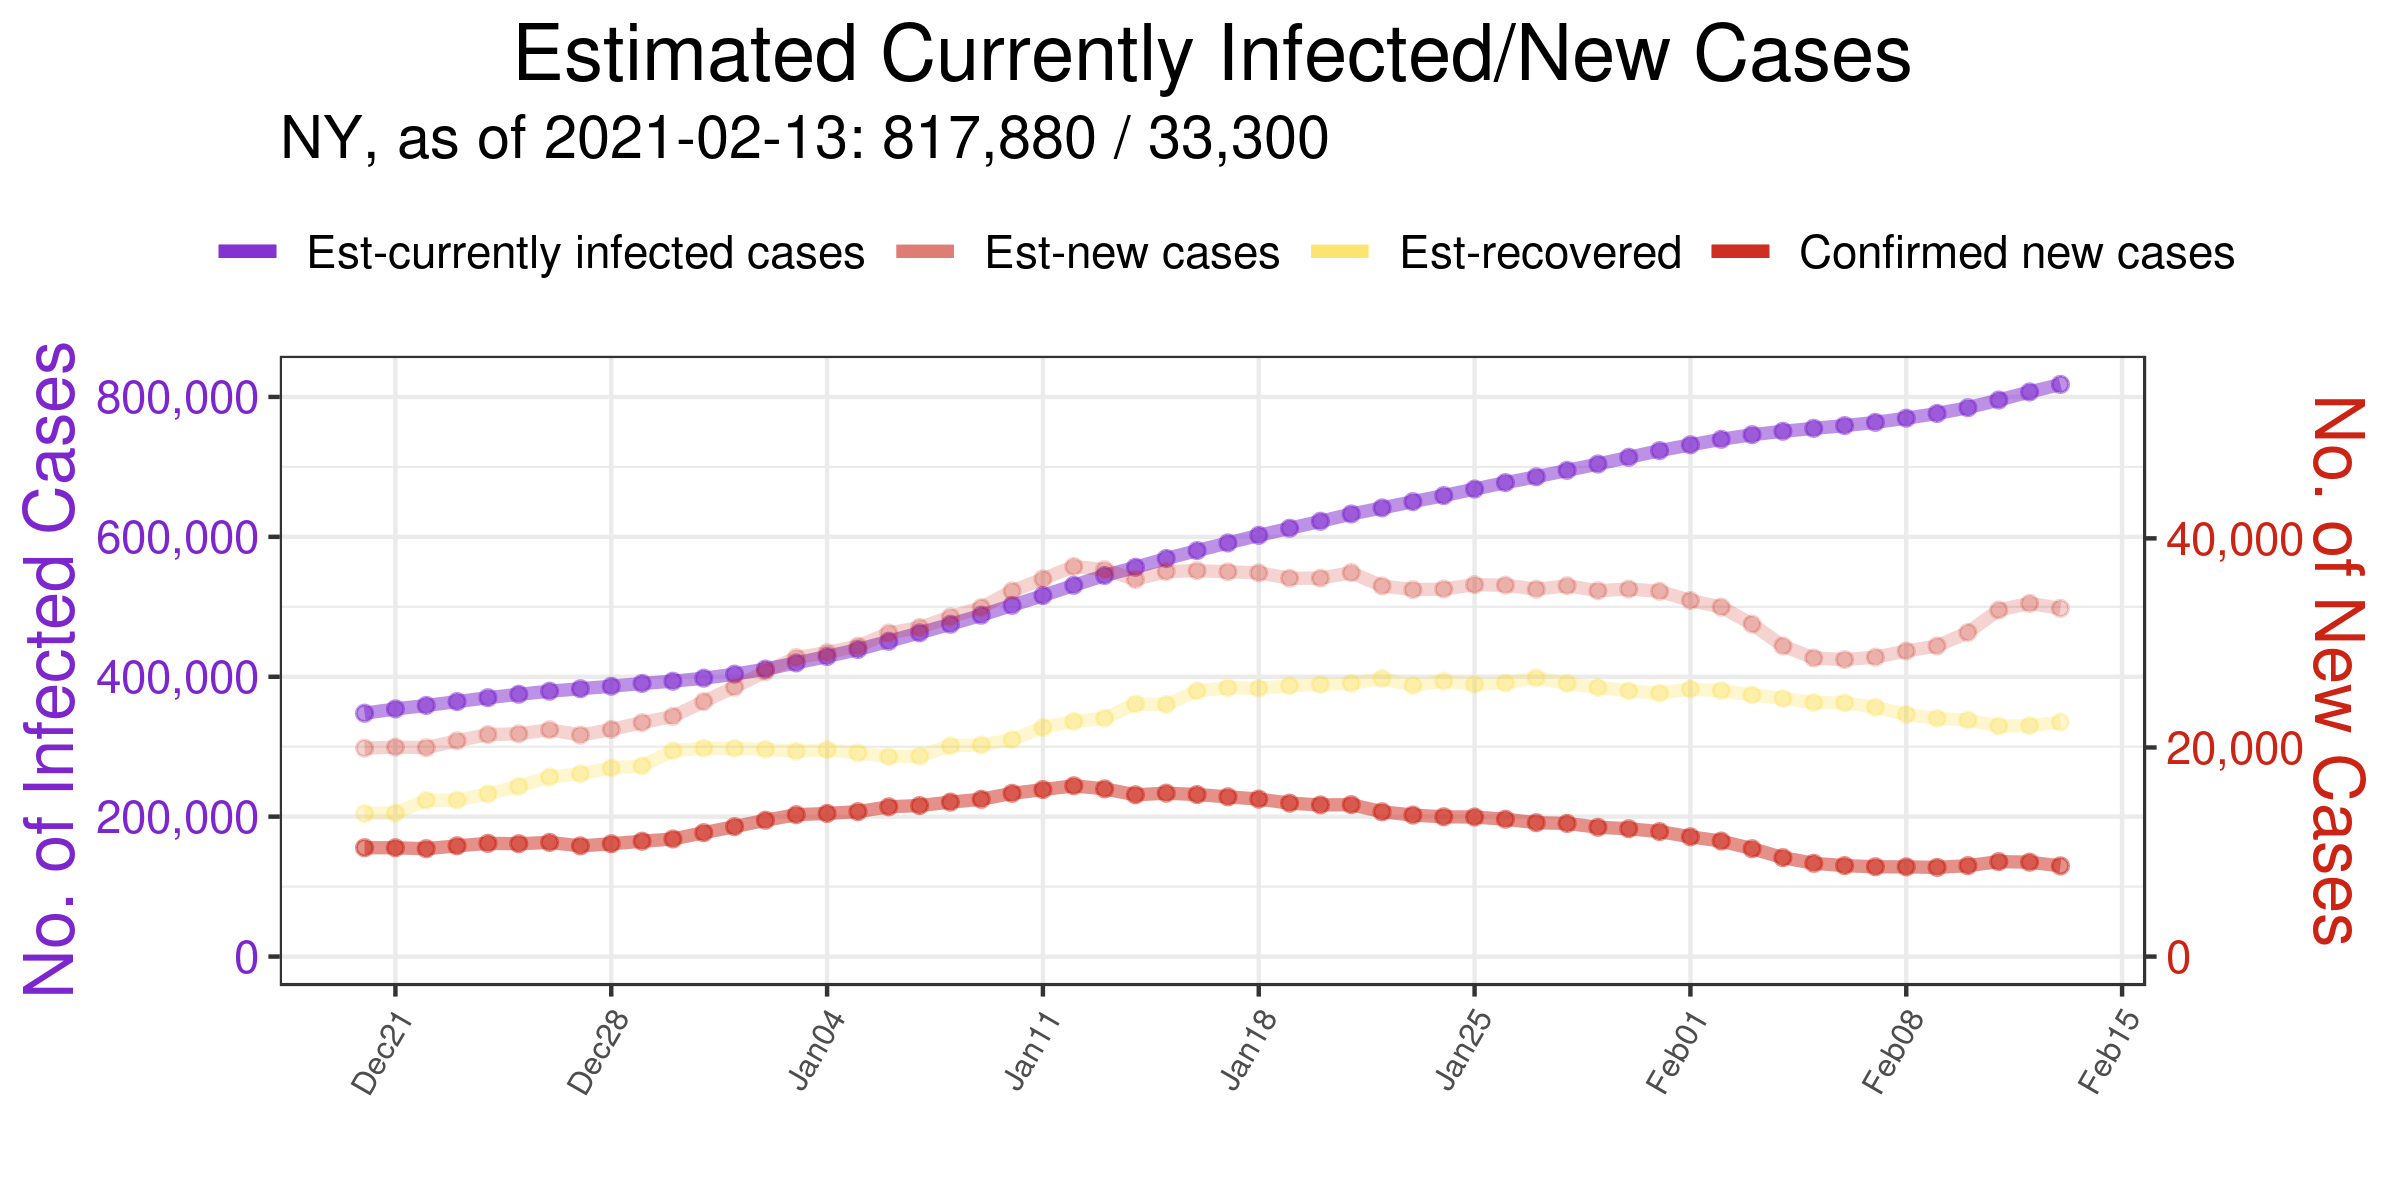 Estimated Currently Infected/New Cases
NY, as of 2021-02-13: 817,880 / 33,300
Est-currently infected cases Est-new cases Est-recovered Confirmed new cases
No. of Infected Cases
800,000
600,000
400,000
200,000
0
40,000
20,000
0
No. of New Cases
Dec21 Dec28 Jan04 Jan11 Jan18 Jan25 Feb01 Feb08 Feb15